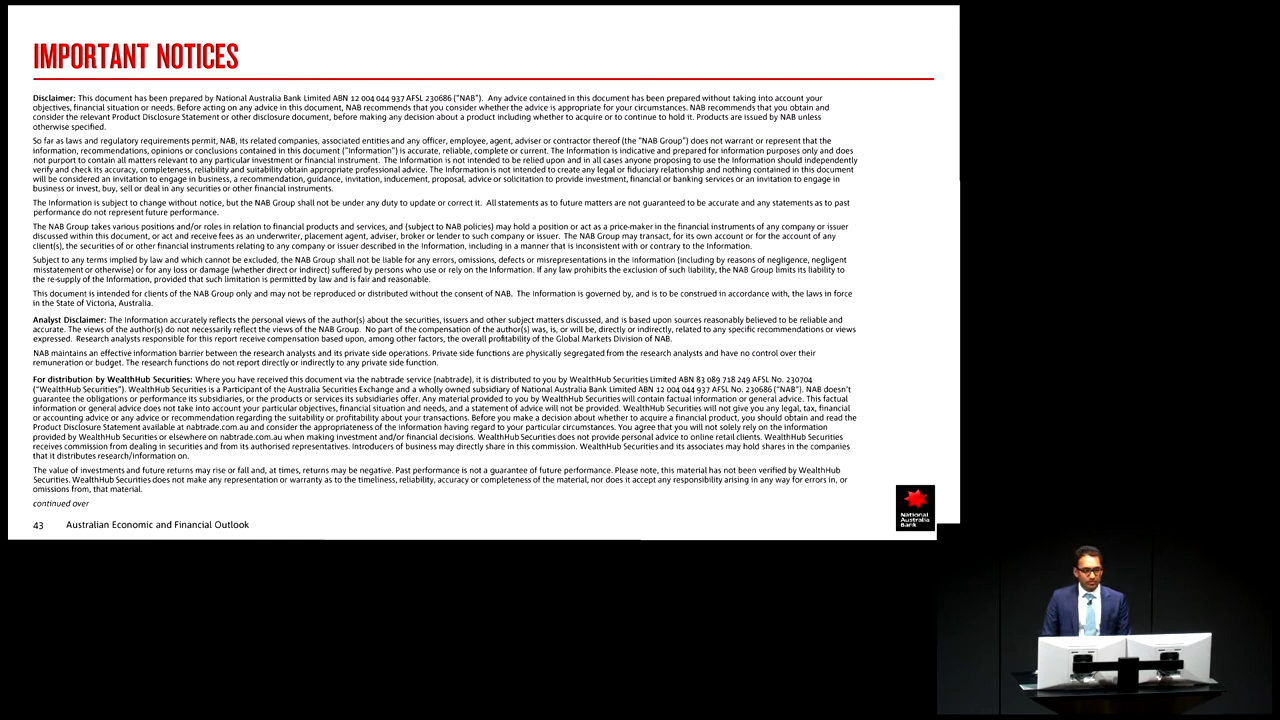 IMPORTANT NOTICES
Disclaimer: This document has been prepared by National Australia Bank Limited ABN 12 004 044 937 AFSL 230686 ("NAB"). Any advice contained in this document has been prepared without taking into account your
objectives, financial situation or needs. Before acting on any advice in this document, NAB recommends that you consider whether the advice is appropriate for your circumstances. NAB recommends that you obtain and
consider the relevant Product Disclosure Statement or other disclosure document, before making any decision about a product including whether to acquire or to continue to hold it. Products are issued by NAB unless
otherwise specified.
So far as laws and regulatory requirements permit, NAB, its related companies, associated entities and any officer, employee, agent, adviser or contractor thereof (the "NAB Group") does not warrant or represent that the
information, recommendations, opinions or conclusions contained in this document ("Information") is accurate, reliable, complete or current. The Information is indicative and prepared for information purposes only and does
not purport to contain all matters relevant to any particular investment or financial instrument. The Information is not intended to be relied upon and in all cases anyone proposing to use the Information should independently
verify and check its accuracy, completeness, reliability and suitability obtain appropriate professional advice. The Information is not intended to create any legal or fiduciary relationship and nothing contained in this document
will be considered an invitation to engage in business, a recommendation, guidance, invitation, inducement, proposal, advice or solicitation to provide investment, financial or banking services or an invitation to engage in
business or invest, buy, sell or deal in any securities or other financial instruments.
The Information is subject to change without notice, but the NAB Group shall not be under any duty to update or correct it. All statements as to future matters are not guaranteed to be accurate and any statements as to past
performance do not represent future performance.
The NAB Group takes various positions and/or roles in relation to financial products and services, and (subject to NAB policies) may hold a position or act as a price-maker in the financial instruments of any company or issuer
discussed within this document, or act and receive fees as an underwriter, placement agent, adviser, broker or lender to such company or issuer. The NAB Group may transact, for its own account or for the account of any
client(s), the securities of or other financial instruments relating to any company or issuer described in the Information, including in a manner that is inconsistent with or contrary to the Information.
Subject to any terms implied by law and which cannot be excluded, the NAB Group shall not be liable for any errors, omissions, defects or misrepresentations in the Information (including by reasons of negligence, negligent
misstatement or otherwise) or for any loss or damage (whether direct or indirect) suffered by persons who use or rely on the Information. If any law prohibits the exclusion of such liability, the NAB Group limits its liability to
the re-supply of the Information, provided that such limitation is permitted by law and is fair and reasonable.
This document is intended for clients of the NAB Group only and may not be reproduced or distributed without the consent of NAB. The Information is governed by, and is to be construed in accordance with, the laws in force
in the State of Victoria, Australia.
Analyst Disclaimer: The Information accurately reflects the personal views of the author(s) about the securities, issuers and other subject matters discussed, and is based upon sources reasonably believed to be reliable and
accurate. The views of the author(s) do not necessarily reflect the views of the NAB Group. No part of the compensation of the author(s) was, is, or will be, directly or indirectly, related to any specific recommendations or views
expressed. Research analysts responsible for this report receive compensation based upon, among other factors, the overall profitability of the Global Markets Division of NAB.
NAB maintains an effective information barrier between the research analysts and its private side operations. Private side functions are physically segregated from the research analysts and have no control over their
remuneration or budget. The research functions do not report directly or indirectly to any private side function.
For distribution by WealthHub Securities: Where you have received this document via the nabtrade service (nabtrade), it is distributed to you by WealthHub Securities Limited ABN 83 089 718 249 AFSL No. 230704
("WealthHub Securities"). WealthHub Securities is a Participant of the Australia Securities Exchange and a wholly owned subsidiary of National Australia Bank Limited ABN 12 004 044 937 AFSL No. 230686 ("NAB"). NAB doesn't
guarantee the obligations or performance its subsidiaries, or the products or services its subsidiaries offer. Any material provided to you by WealthHub Securities will contain factual information or general advice. This factual
information or general advice does not take into account your particular objectives, financial situation and needs, and a statement of advice will not be provided. WealthHub Securities will not give you any legal, tax, financial
or accounting advice or any advice or recommendation regarding the suitability or profitability about your transactions. Before you make a decision about whether to acquire a financial product, you should obtain and read the
Product Disclosure Statement available at nabtrade.com.au and consider the appropriateness of the information having regard to your particular circumstances. You agree that you will not solely rely on the information
provided by WealthHub Securities or elsewhere on nabtrade.com.au when making investment and/or financial decisions. WealthHub Securities does not provide personal advice to online retail clients. WealthHub Securities
receives commission from dealing in securities and from its authorised representatives. Introducers of business may directly share in this commission. WealthHub Securities and its associates may hold shares in the companies
that it distributes research/information on.
The value of investments and future returns may rise or fall and, at times, returns may be negative. Past performance is not a guarantee of future performance. Please note, this material has not been verified by WealthHub
Securities. WealthHub Securities does not make any representation or warranty as to the timeliness, reliability, accuracy or completeness of the material, nor does it accept any responsibility arising in any way for errors in, or
omissions from, that material.
continued over
43 Australian Economic and Financial Outlook
National
Australia
Bank